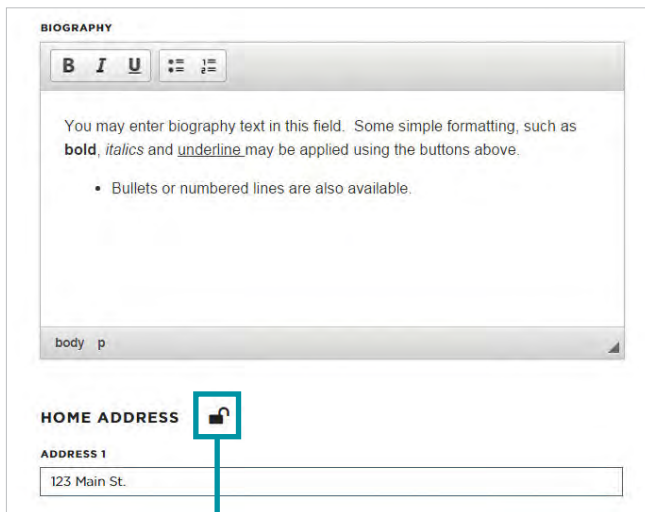 BIOGRAPHY
B I U
You may enter biography text in this field. Some simple formatting, such as
bold, italics and underline may be applied using the buttons above.
• Bullets or numbered lines are also available.
body p
HOME ADDRESS
ADDRESS 1
123 Main St.